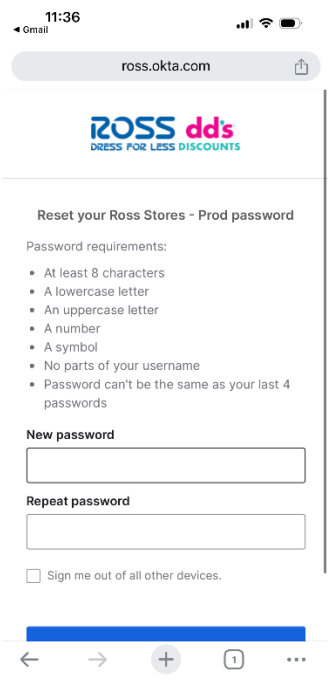 11:36
◀ Gmail
ross.okta.com
ROSS dd's
DRESS FOR LESS DISCOUNTS
Reset your Ross Stores - Prod password
Password requirements:
• At least 8 characters
• A lowercase letter
• An uppercase letter
• A number
• A symbol
• No parts of your username
• Password can't be the same as your last 4
passwords
New password
Repeat password
Sign me out of all other devices.
1